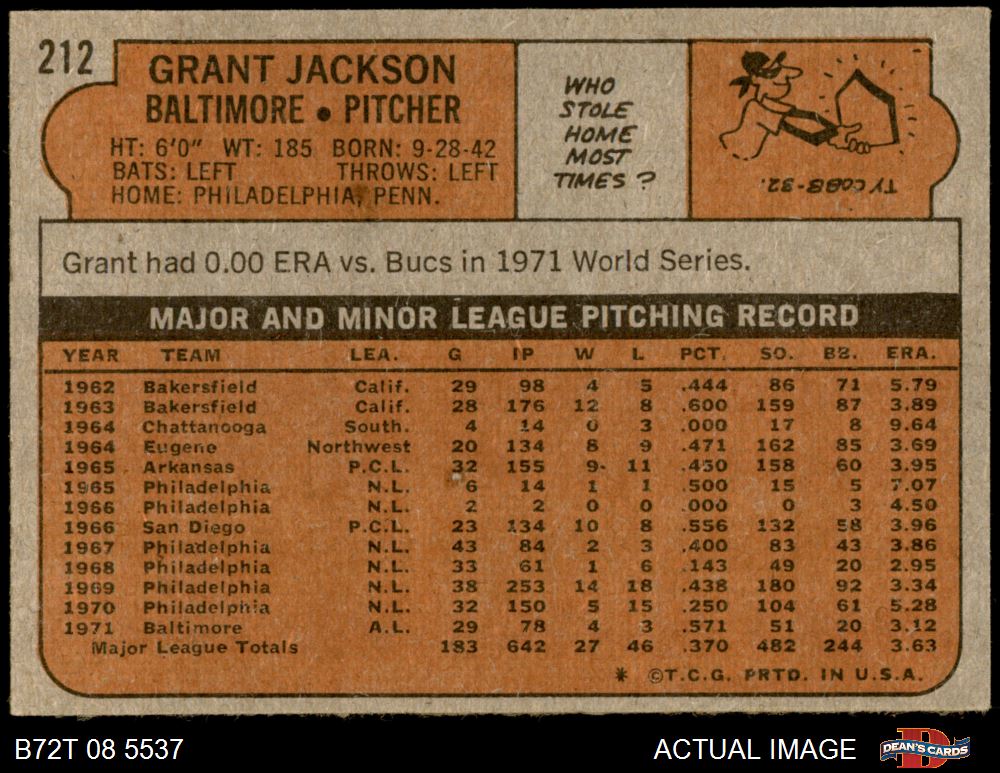 212
GRANT JACKSON
BALTIMORE • PITCHER
HT: 6'0" WT: 185 BORN: 9-28-42
BATS: LEFT THROWS: LEFT
HOME: PHILADELPHIA, PENN.
WHO
STOLE
HOME
MOST
TIMES ?
TY COBB-32.
Grant had 0.00 ERA vs. Bucs in 1971 World Series.
MAJOR AND MINOR LEAGUE PITCHING RECORD
YEAR TEAM LEA. G IP W L PCT. SO. BB. ERA.
1962 Bakersfield Calif. 29 98 4 5 .444 86 71 5.79
1963 Bakersfield Calif. 28 176 12 8 .600 159 87 3.89
1964 Chattanooga South. 4 14 0 3 .000 17 8 9.64
1964 Eugene Northwest 20 134 8 9 .471 162 85 3.69
1965 Arkansas P.C.L. 32 155 9 11 .450 158 60 3.95
1965 Philadelphia N.L. 6 14 1 1 .500 15 5 7.07
1966 Philadelphia N.L. 2 2 0 0 .000 0 3 4.50
1966 San Diego P.C.L. 23 134 10 8 .556 132 58 3.96
1967 Philadelphia N.L. 43 84 2 3 .400 83 43 3.86
1968 Philadelphia N.L. 33 61 1 6 .143 49 20 2.95
1969 Philadelphia N.L. 38 253 14 18 .438 180 92 3.34
1970 Philadelphia N.L. 32 150 5 15 .250 104 61 5.28
1971 Baltimore A.L. 29 78 4 3 .571 51 20 3.12
Major League Totals 183 642 27 46 .370 482 244 3.63
* ©T.C.G. PRTD. IN U.S.A.
B72T 08 5537 ACTUAL IMAGE DEAN'S CARDS